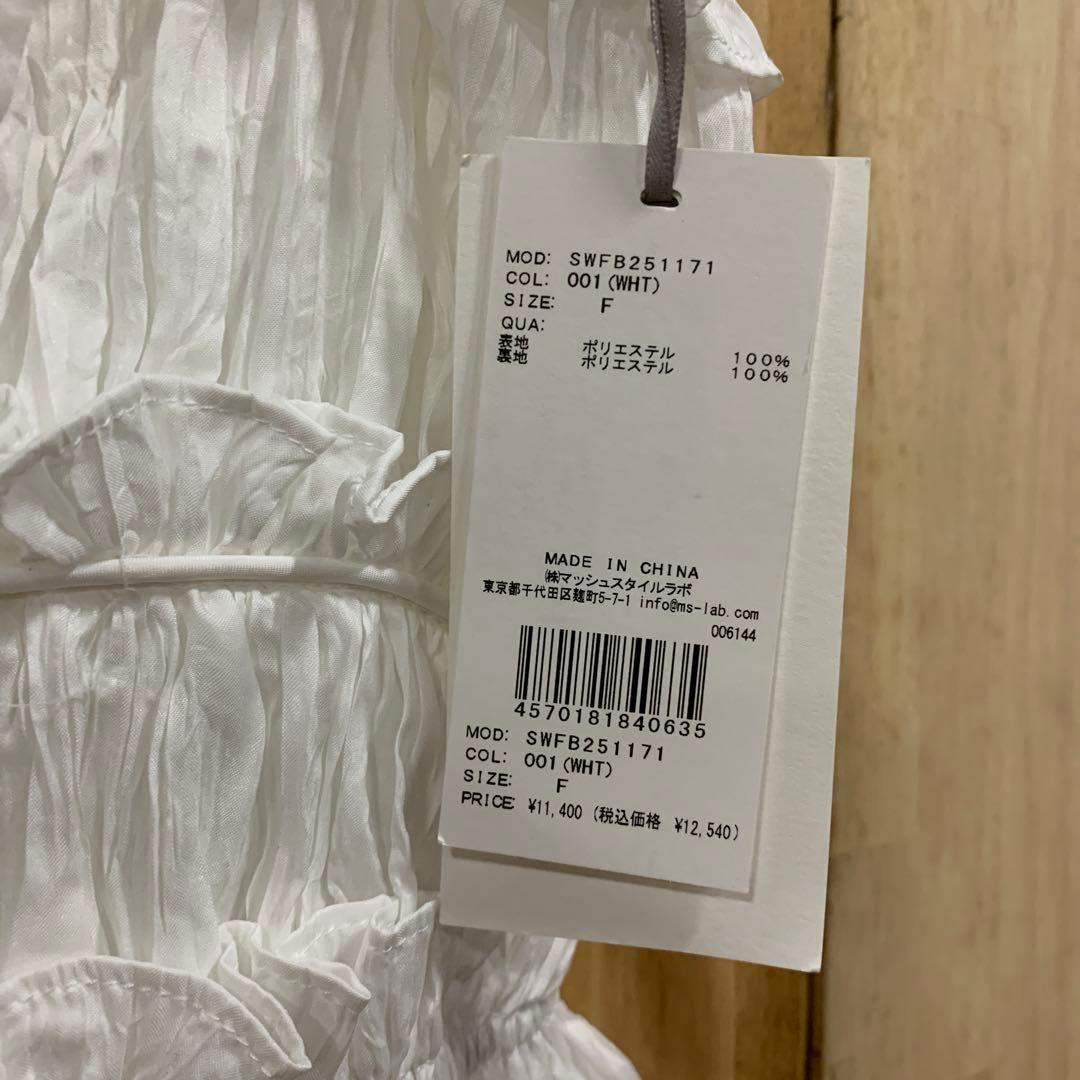 MOD: SWFB251171
COL: 001(WHT)
SIZE: F
QUA:
表地 ポリエステル 100%
裏地 ポリエステル 100%
MADE IN CHINA
㈱マッシュスタイルラボ
東京都千代田区麹町5-7-1 info@ms-lab.com
006144
4570181840635
MOD: SWFB251171
COL: 001(WHT)
SIZE: F
PRICE: ¥11,400 (税込価格 ¥12,540)